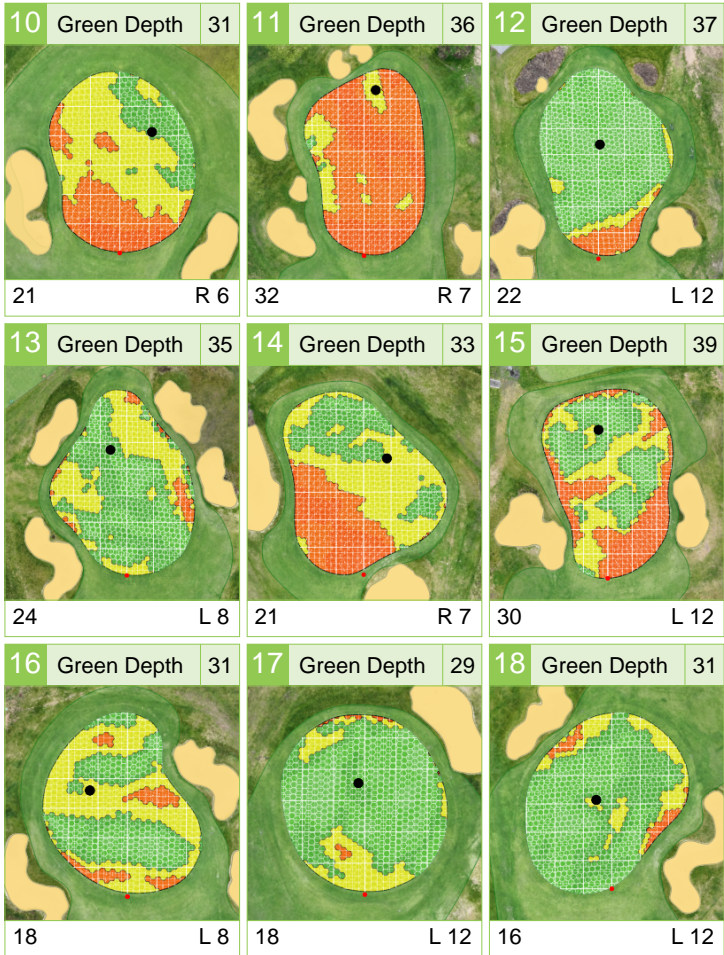 10 Green Depth 31
21 R 6
11 Green Depth 36
32 R 7
12 Green Depth 37
22 L 12
13 Green Depth 35
24 L 8
14 Green Depth 33
21 R 7
15 Green Depth 39
30 L 12
16 Green Depth 31
18 L 8
17 Green Depth 29
18 L 12
18 Green Depth 31
16 L 12